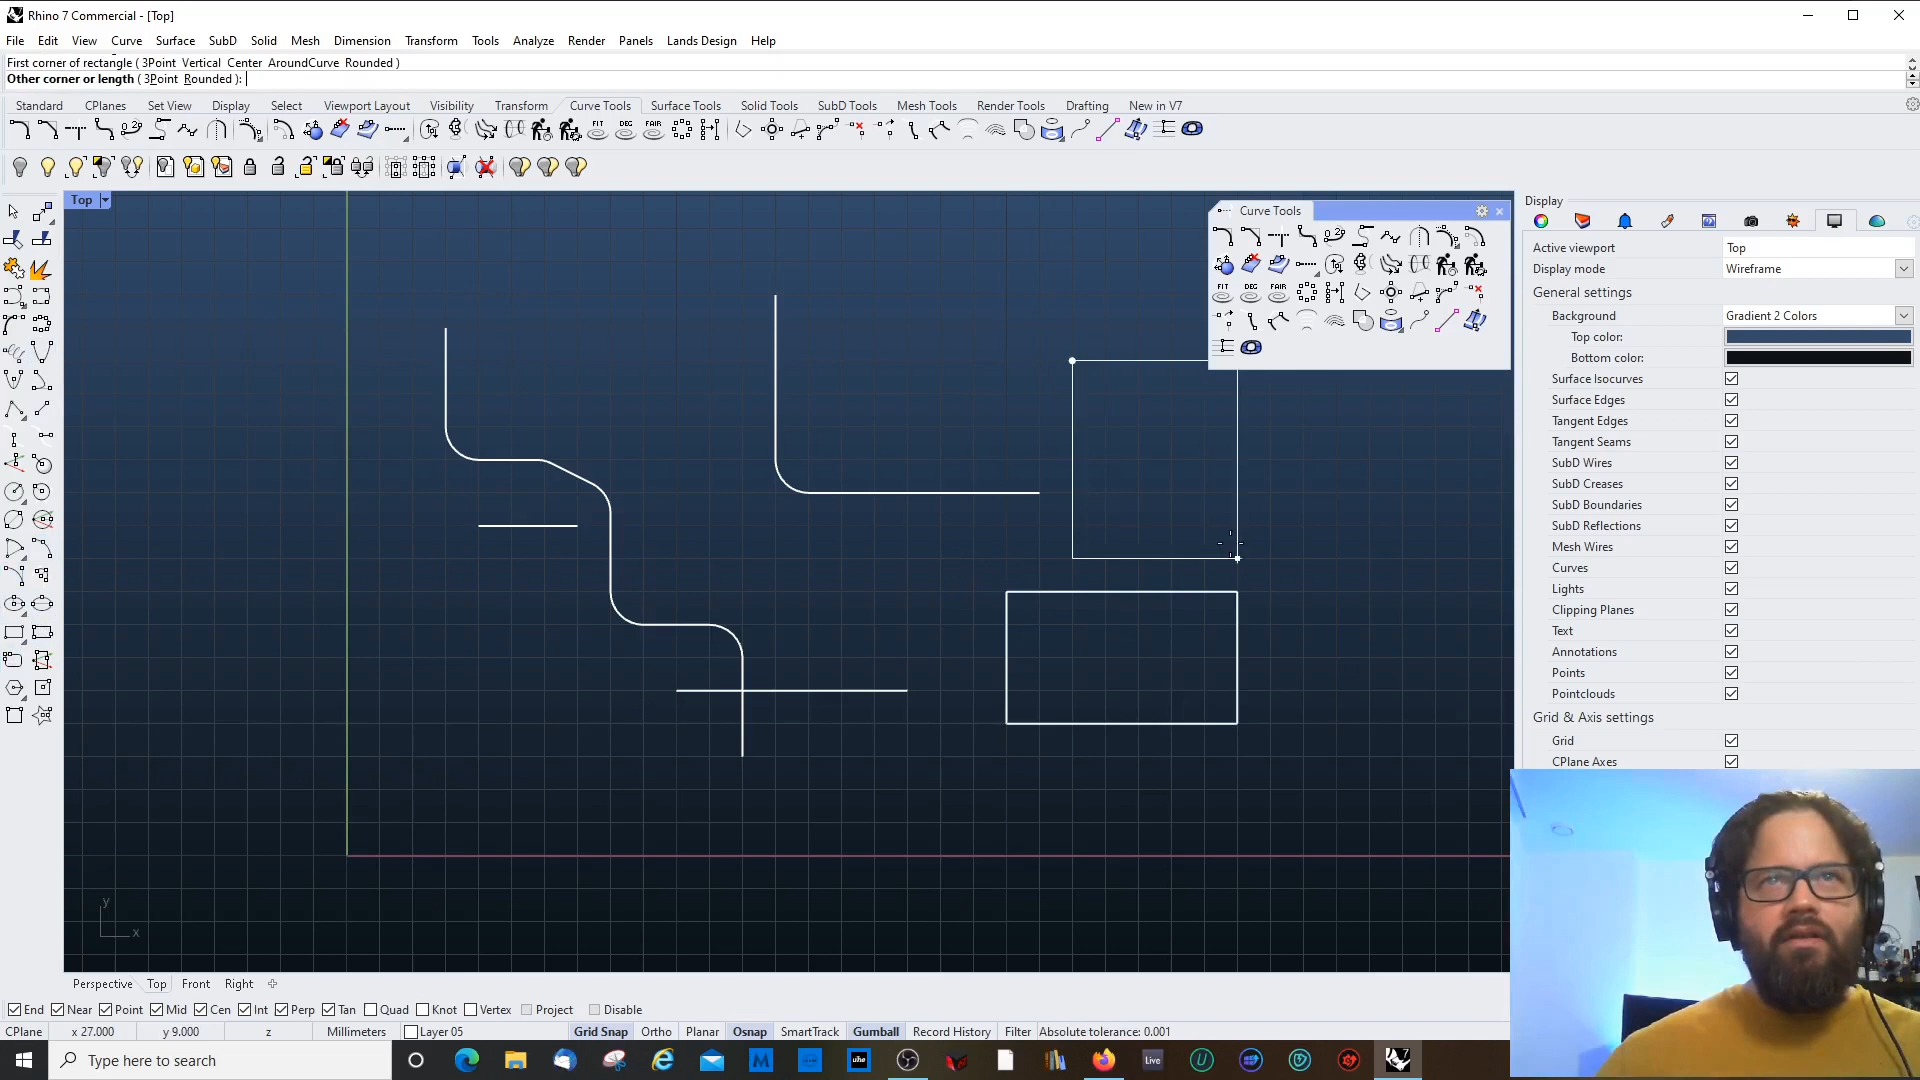 Rhino 7 Commercial - [Top]
File Edit View Curve Surface SubD Solid Mesh Dimension Transform Tools Analyze Render Panels Lands Design Help
First corner of rectangle ( 3Point Vertical Center AroundCurve Rounded )
Other corner or length ( 3Point Rounded ):
Standard CPlanes Set View Display Select Viewport Layout Visibility Transform Curve Tools Surface Tools Solid Tools SubD Tools Mesh Tools Render Tools Drafting New in V7
FIT DEG FAIR
Top
Curve Tools
FIT DEG FAIR
Display
Active viewport Top
Display mode Wireframe
General settings
Background Gradient 2 Colors
Top color:
Bottom color:
Surface Isocurves
Surface Edges
Tangent Edges
Tangent Seams
SubD Wires
SubD Creases
SubD Boundaries
SubD Reflections
Mesh Wires
Curves
Lights
Clipping Planes
Text
Annotations
Points
Pointclouds
Grid & Axis settings
Grid
CPlane Axes
y
x
Perspective Top Front Right
End Near Point Mid Cen Int Perp Tan Quad Knot Vertex Project Disable
CPlane x 27.000 y 9.000 z Millimeters Layer 05 Grid Snap Ortho Planar Osnap SmartTrack Gumball Record History Filter Absolute tolerance: 0.001
Type here to search
uhe
Live